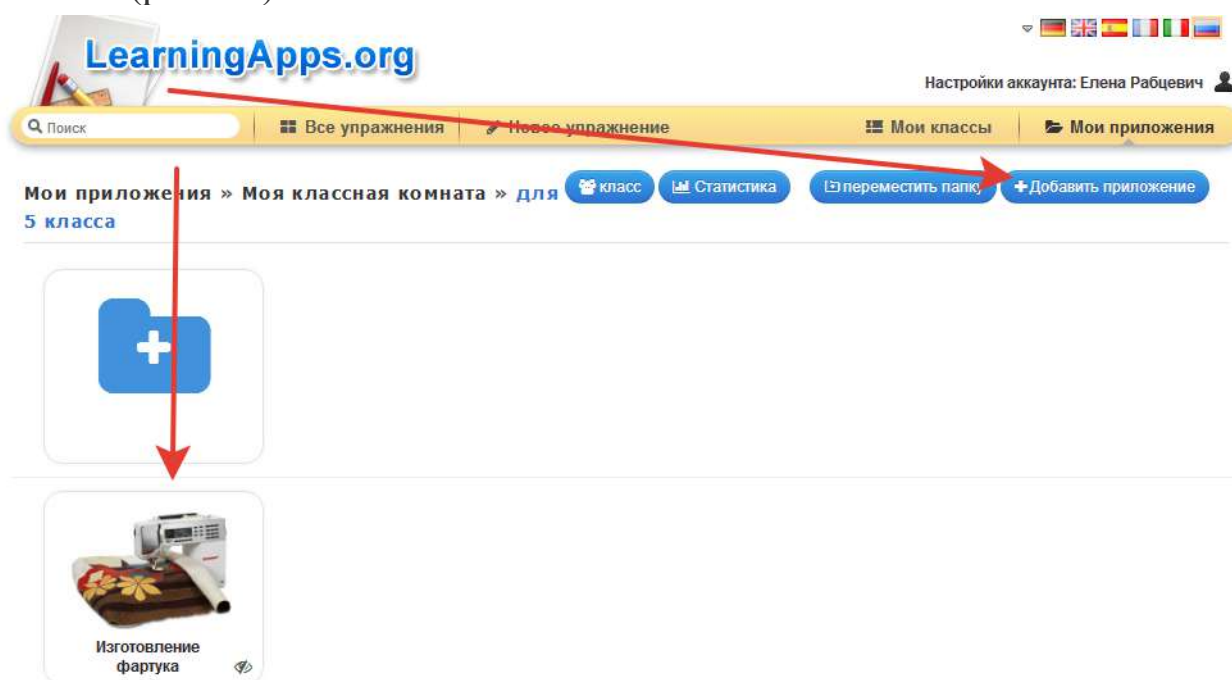 LearningApps.org
Настройки аккаунта: Елена Рабцевич
Поиск
Все упражнения
Новое упражнение
Мои классы
Мои приложения
Мои приложения » Моя классная комната » для
5 класса
класс
Статистика
переместить папку
Добавить приложение
Изготовление
фартука